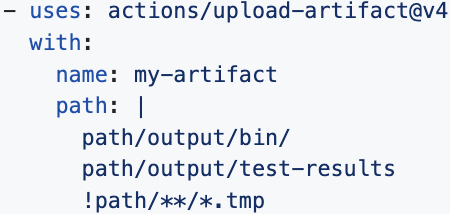 - uses: actions/upload-artifact@v4
  with:
    name: my-artifact
    path: |
      path/output/bin/
      path/output/test-results
      !path/**/*.tmp